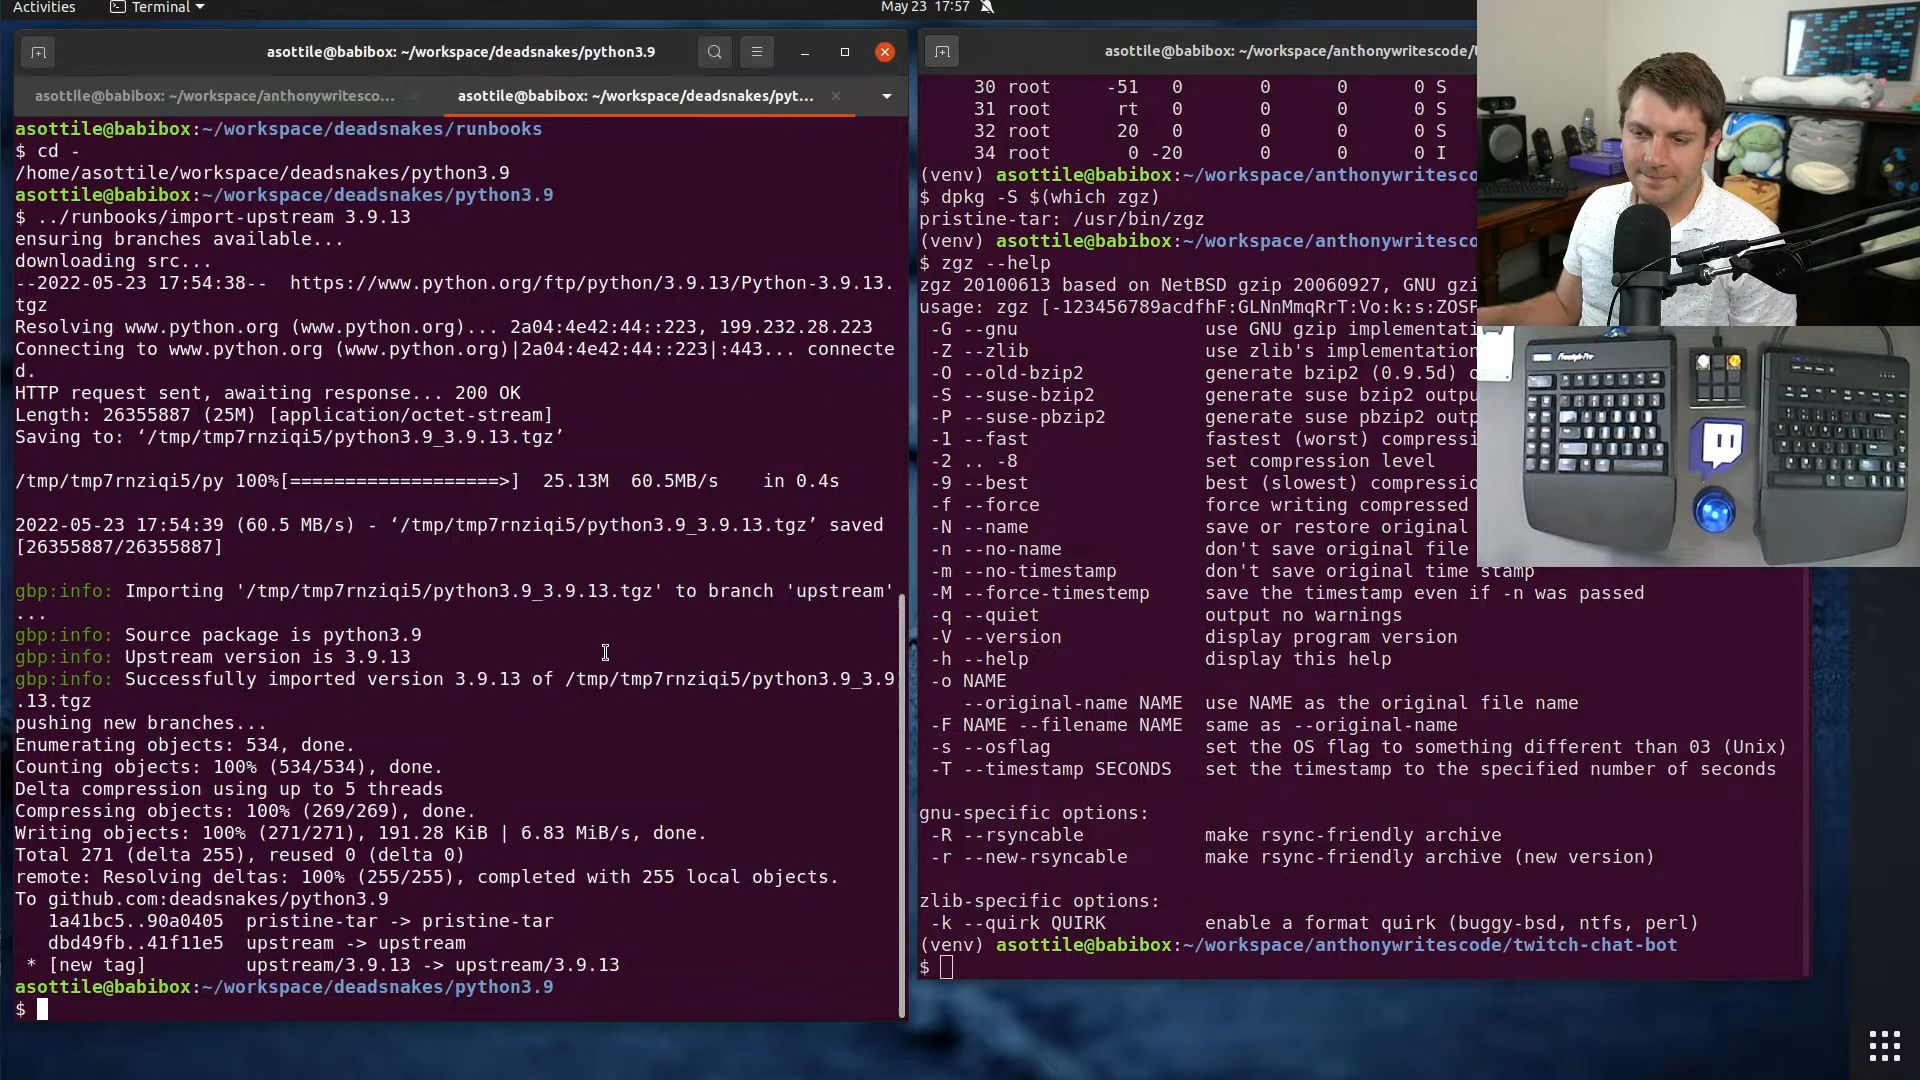 Activities
Terminal
May 23 17:57
asottile@babibox: ~/workspace/deadsnakes/python3.9
asottile@babibox: ~/workspace/anthonywritesco...
asottile@babibox: ~/workspace/deadsnakes/pyt...
asottile@babibox:~/workspace/deadsnakes/runbooks
$ cd -
/home/asottile/workspace/deadsnakes/python3.9
asottile@babibox:~/workspace/deadsnakes/python3.9
$ ../runbooks/import-upstream 3.9.13
ensuring branches available...
downloading src...
--2022-05-23 17:54:38--  https://www.python.org/ftp/python/3.9.13/Python-3.9.13.
tgz
Resolving www.python.org (www.python.org)... 2a04:4e42:44::223, 199.232.28.223
Connecting to www.python.org (www.python.org)|2a04:4e42:44::223|:443... connecte
d.
HTTP request sent, awaiting response... 200 OK
Length: 26355887 (25M) [application/octet-stream]
Saving to: ‘/tmp/tmp7rnziqi5/python3.9_3.9.13.tgz’
/tmp/tmp7rnziqi5/py 100%[===================>]  25.13M  60.5MB/s    in 0.4s
2022-05-23 17:54:39 (60.5 MB/s) - ‘/tmp/tmp7rnziqi5/python3.9_3.9.13.tgz’ saved
[26355887/26355887]
gbp:info: Importing '/tmp/tmp7rnziqi5/python3.9_3.9.13.tgz' to branch 'upstream'
...
gbp:info: Source package is python3.9
gbp:info: Upstream version is 3.9.13
gbp:info: Successfully imported version 3.9.13 of /tmp/tmp7rnziqi5/python3.9_3.9
.13.tgz
pushing new branches...
Enumerating objects: 534, done.
Counting objects: 100% (534/534), done.
Delta compression using up to 5 threads
Compressing objects: 100% (269/269), done.
Writing objects: 100% (271/271), 191.28 KiB | 6.83 MiB/s, done.
Total 271 (delta 255), reused 0 (delta 0)
remote: Resolving deltas: 100% (255/255), completed with 255 local objects.
To github.com:deadsnakes/python3.9
   1a41bc5..90a0405  pristine-tar -> pristine-tar
   dbd49fb..41f11e5  upstream -> upstream
 * [new tag]         upstream/3.9.13 -> upstream/3.9.13
asottile@babibox:~/workspace/deadsnakes/python3.9
$
asottile@babibox: ~/workspace/anthonywritescode/
30 root     -51   0       0      0      0 S
31 root      rt   0       0      0      0 S
32 root      20   0       0      0      0 S
34 root       0 -20       0      0      0 I
(venv) asottile@babibox:~/workspace/anthonywritesco
$ dpkg -S $(which zgz)
pristine-tar: /usr/bin/zgz
(venv) asottile@babibox:~/workspace/anthonywritesco
$ zgz --help
zgz 20100613 based on NetBSD gzip 20060927, GNU gzi
usage: zgz [-123456789acdfhF:GLNnMmqRrT:Vo:k:s:ZOSP
 -G --gnu                 use GNU gzip implementati
 -Z --zlib                use zlib's implementation
 -O --old-bzip2           generate bzip2 (0.9.5d) o
 -S --suse-bzip2          generate suse bzip2 outpu
 -P --suse-pbzip2         generate suse pbzip2 outp
 -1 --fast                fastest (worst) compressi
 -2 .. -8                 set compression level
 -9 --best                best (slowest) compressio
 -f --force               force writing compressed
 -N --name                save or restore original
 -n --no-name             don't save original file
 -m --no-timestamp        don't save original time stamp
 -M --force-timestemp     save the timestamp even if -n was passed
 -q --quiet               output no warnings
 -V --version             display program version
 -h --help                display this help
 -o NAME
    --original-name NAME  use NAME as the original file name
 -F NAME --filename NAME  same as --original-name
 -s --osflag              set the OS flag to something different than 03 (Unix)
 -T --timestamp SECONDS   set the timestamp to the specified number of seconds
gnu-specific options:
 -R --rsyncable           make rsync-friendly archive
 -r --new-rsyncable       make rsync-friendly archive (new version)
zlib-specific options:
 -k --quirk QUIRK         enable a format quirk (buggy-bsd, ntfs, perl)
(venv) asottile@babibox:~/workspace/anthonywritescode/twitch-chat-bot
$
Freestyle Pro